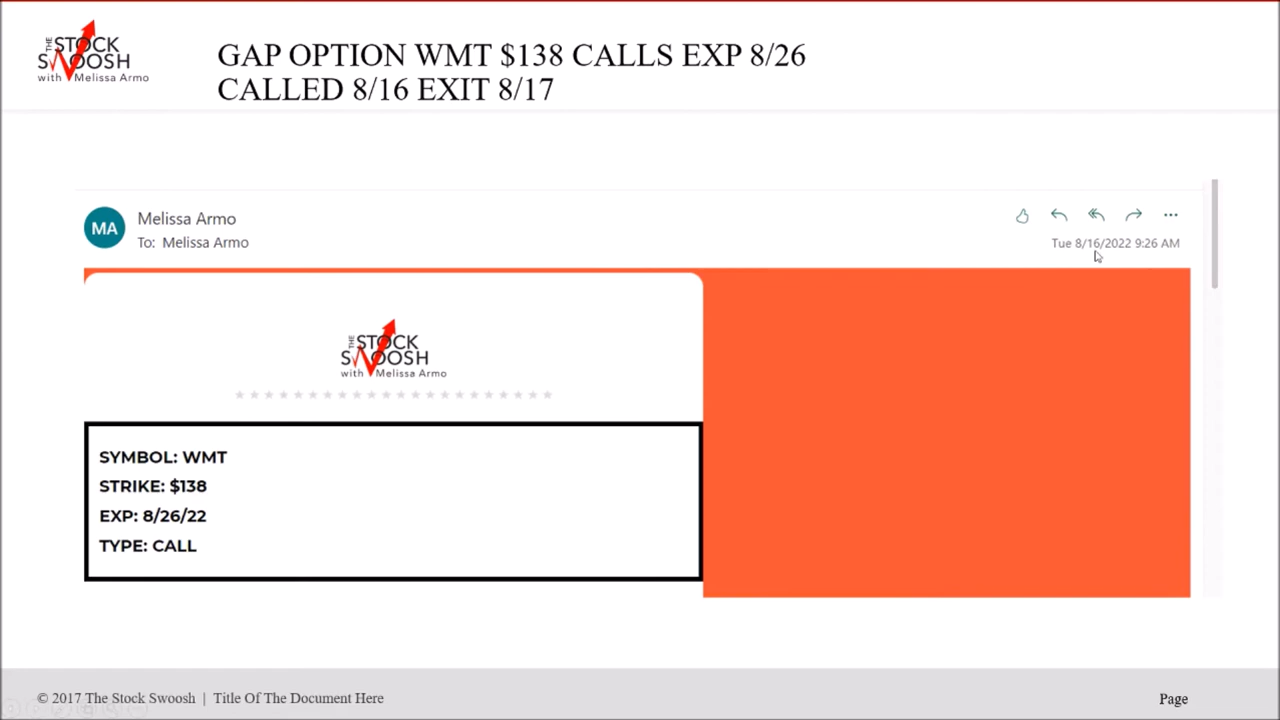 THE STOCK SWOOSH
with Melissa Armo
GAP OPTION WMT $138 CALLS EXP 8/26
CALLED 8/16 EXIT 8/17
MA
Melissa Armo
To: Melissa Armo
Tue 8/16/2022 9:26 AM
THE STOCK SWOOSH
with Melissa Armo
SYMBOL: WMT
STRIKE: $138
EXP: 8/26/22
TYPE: CALL
© 2017 The Stock Swoosh | Title Of The Document Here
Page